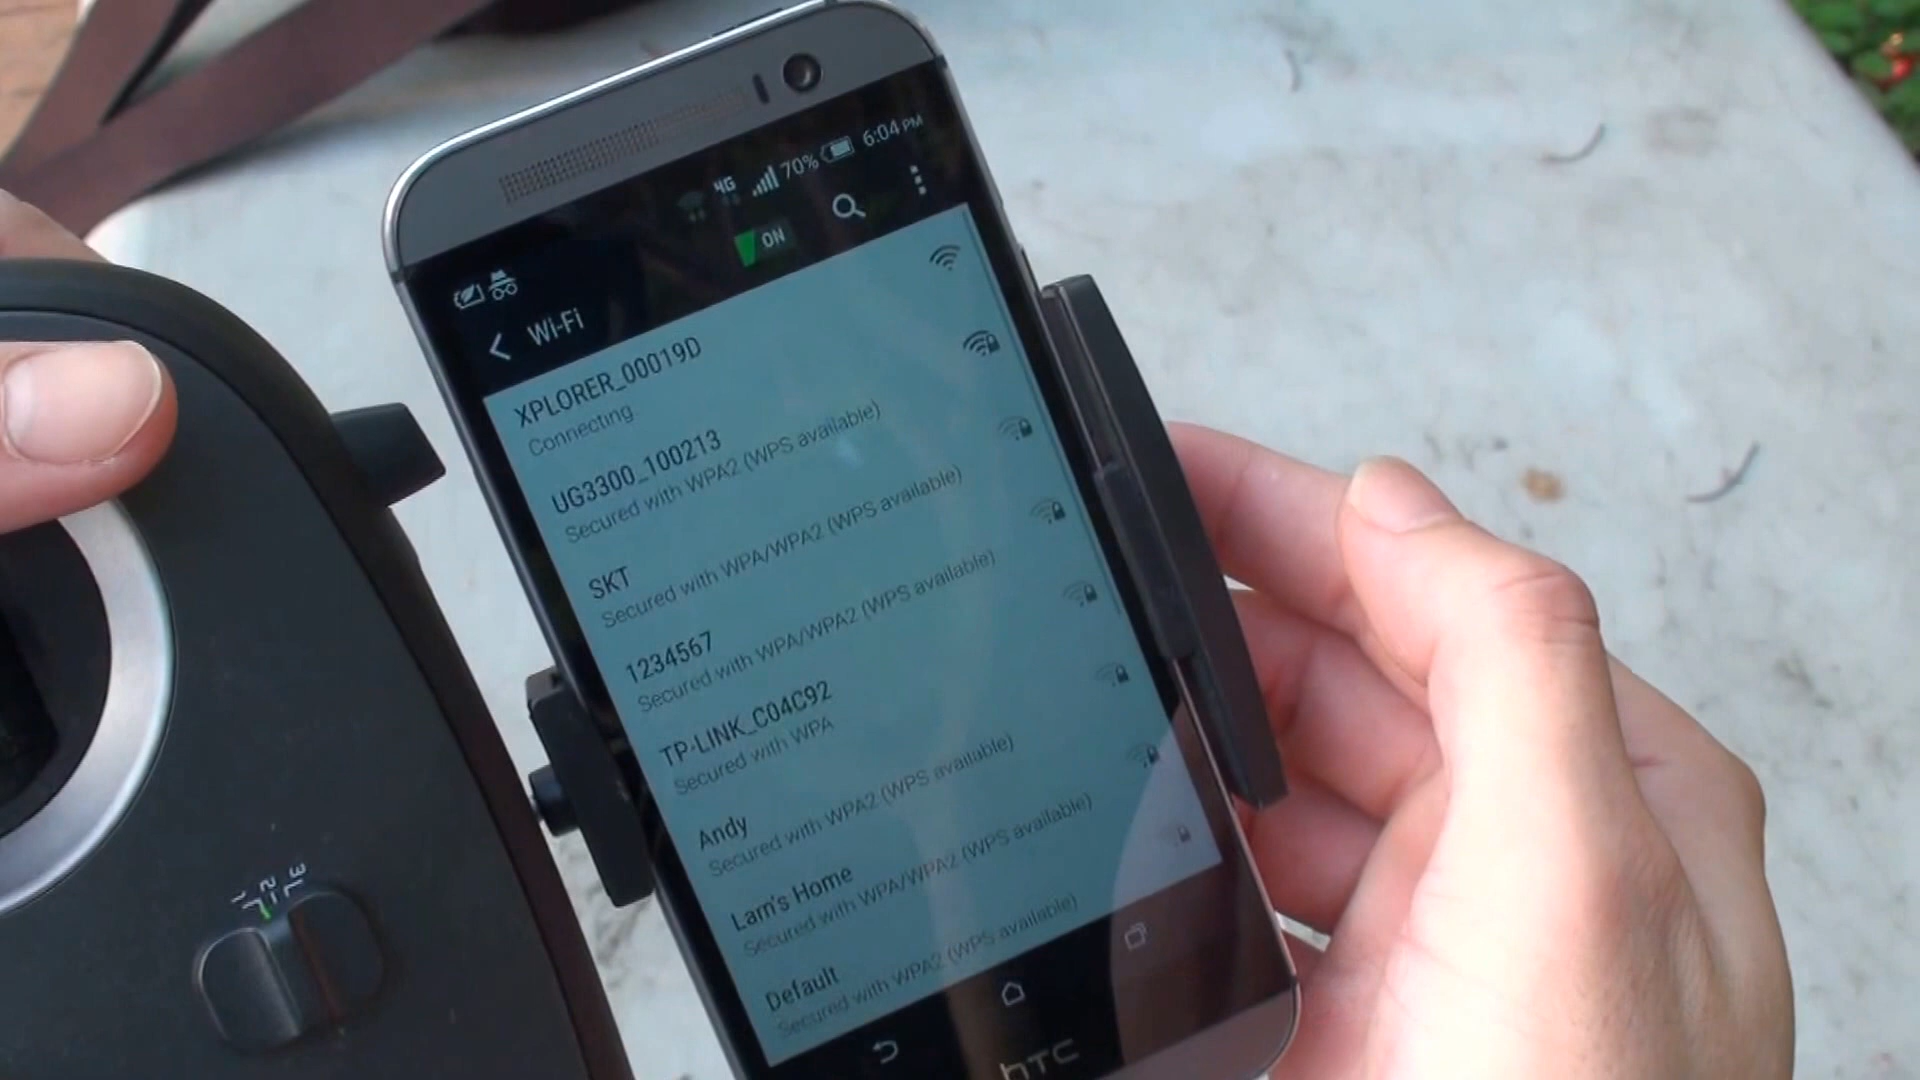 4G 70% 6:04 PM
Wi-Fi ON
XPLORER_00019D
Connecting
UG3300_100213
Secured with WPA2 (WPS available)
SKT
Secured with WPA/WPA2 (WPS available)
1234567
Secured with WPA/WPA2 (WPS available)
TP-LINK_C04C92
Secured with WPA
Andy
Secured with WPA2 (WPS available)
Lam's Home
Secured with WPA/WPA2 (WPS available)
Default
Secured with WPA2 (WPS available)
hTC
1 2 3